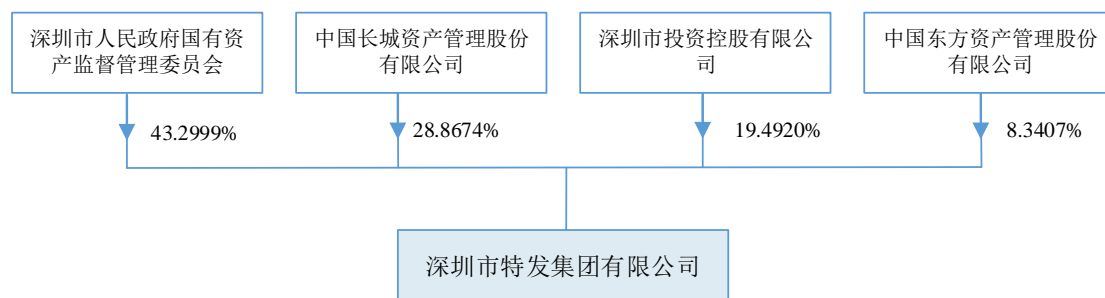 深圳市人民政府国有资
产监督管理委员会
中国长城资产管理股份
有限公司
深圳市投资控股有限公
司
中国东方资产管理股份
有限公司
43.2999%
28.8674%
19.4920%
8.3407%
深圳市特发集团有限公司